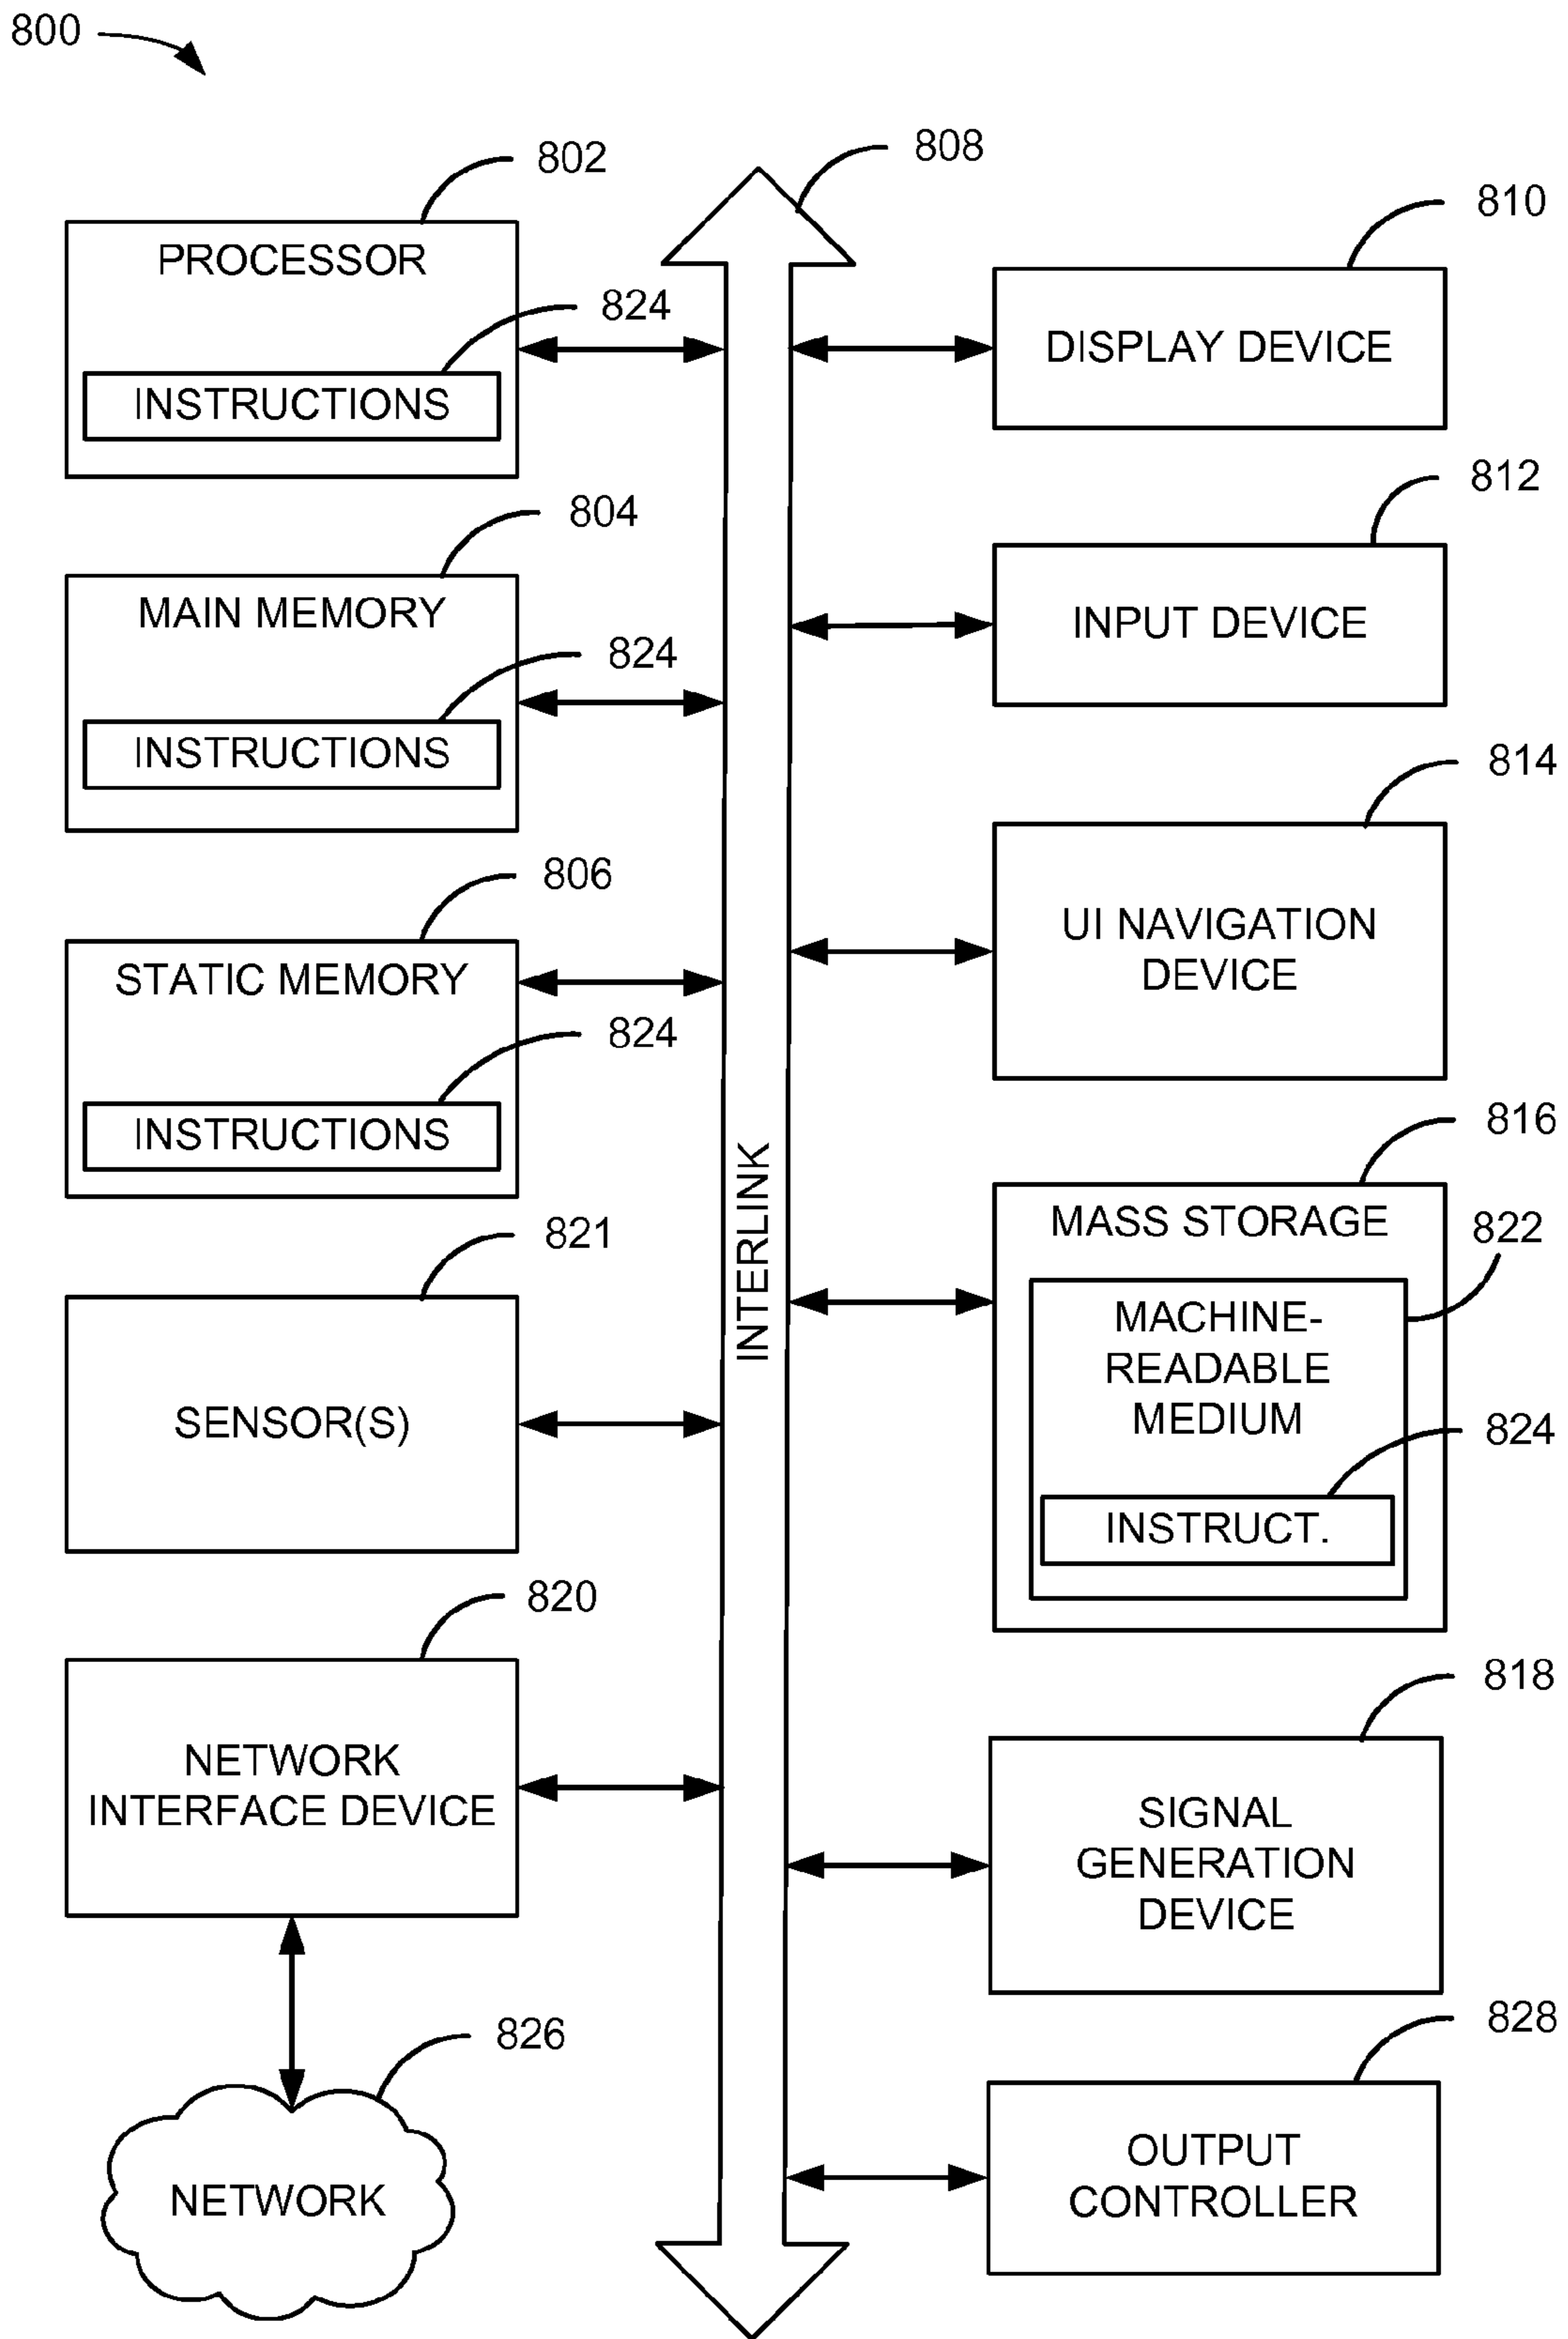 800
802
PROCESSOR
824
INSTRUCTIONS
804
MAIN MEMORY
824
INSTRUCTIONS
806
STATIC MEMORY
824
INSTRUCTIONS
821
SENSOR(S)
820
NETWORK
INTERFACE DEVICE
826
NETWORK
808
INTERLINK
810
DISPLAY DEVICE
812
INPUT DEVICE
814
UI NAVIGATION
DEVICE
816
MASS STORAGE
822
MACHINE-
READABLE
MEDIUM
824
INSTRUCT.
818
SIGNAL
GENERATION
DEVICE
828
OUTPUT
CONTROLLER